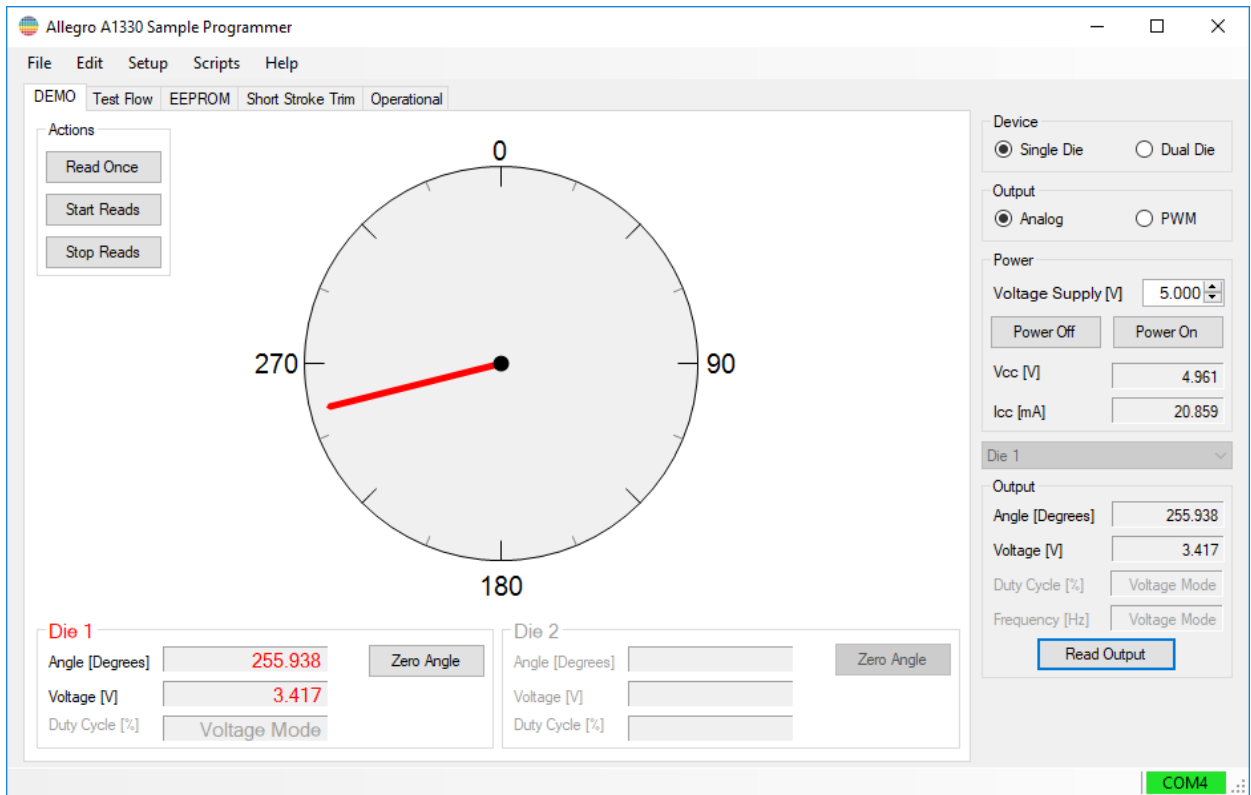 Allegro A1330 Sample Programmer
File Edit Setup Scripts Help
DEMO Test Flow EEPROM Short Stroke Trim Operational
Actions
Read Once
Start Reads
Stop Reads
0
270
90
180
Die 1
Angle [Degrees] 255.938 Zero Angle
Voltage [V] 3.417
Duty Cycle [%] Voltage Mode
Die 2
Angle [Degrees] Zero Angle
Voltage [V]
Duty Cycle [%]
Device
Single Die Dual Die
Output
Analog PWM
Power
Voltage Supply [V] 5.000
Power Off Power On
Vcc [V] 4.961
Icc [mA] 20.859
Die 1
Output
Angle [Degrees] 255.938
Voltage [V] 3.417
Duty Cycle [%] Voltage Mode
Frequency [Hz] Voltage Mode
Read Output
COM4